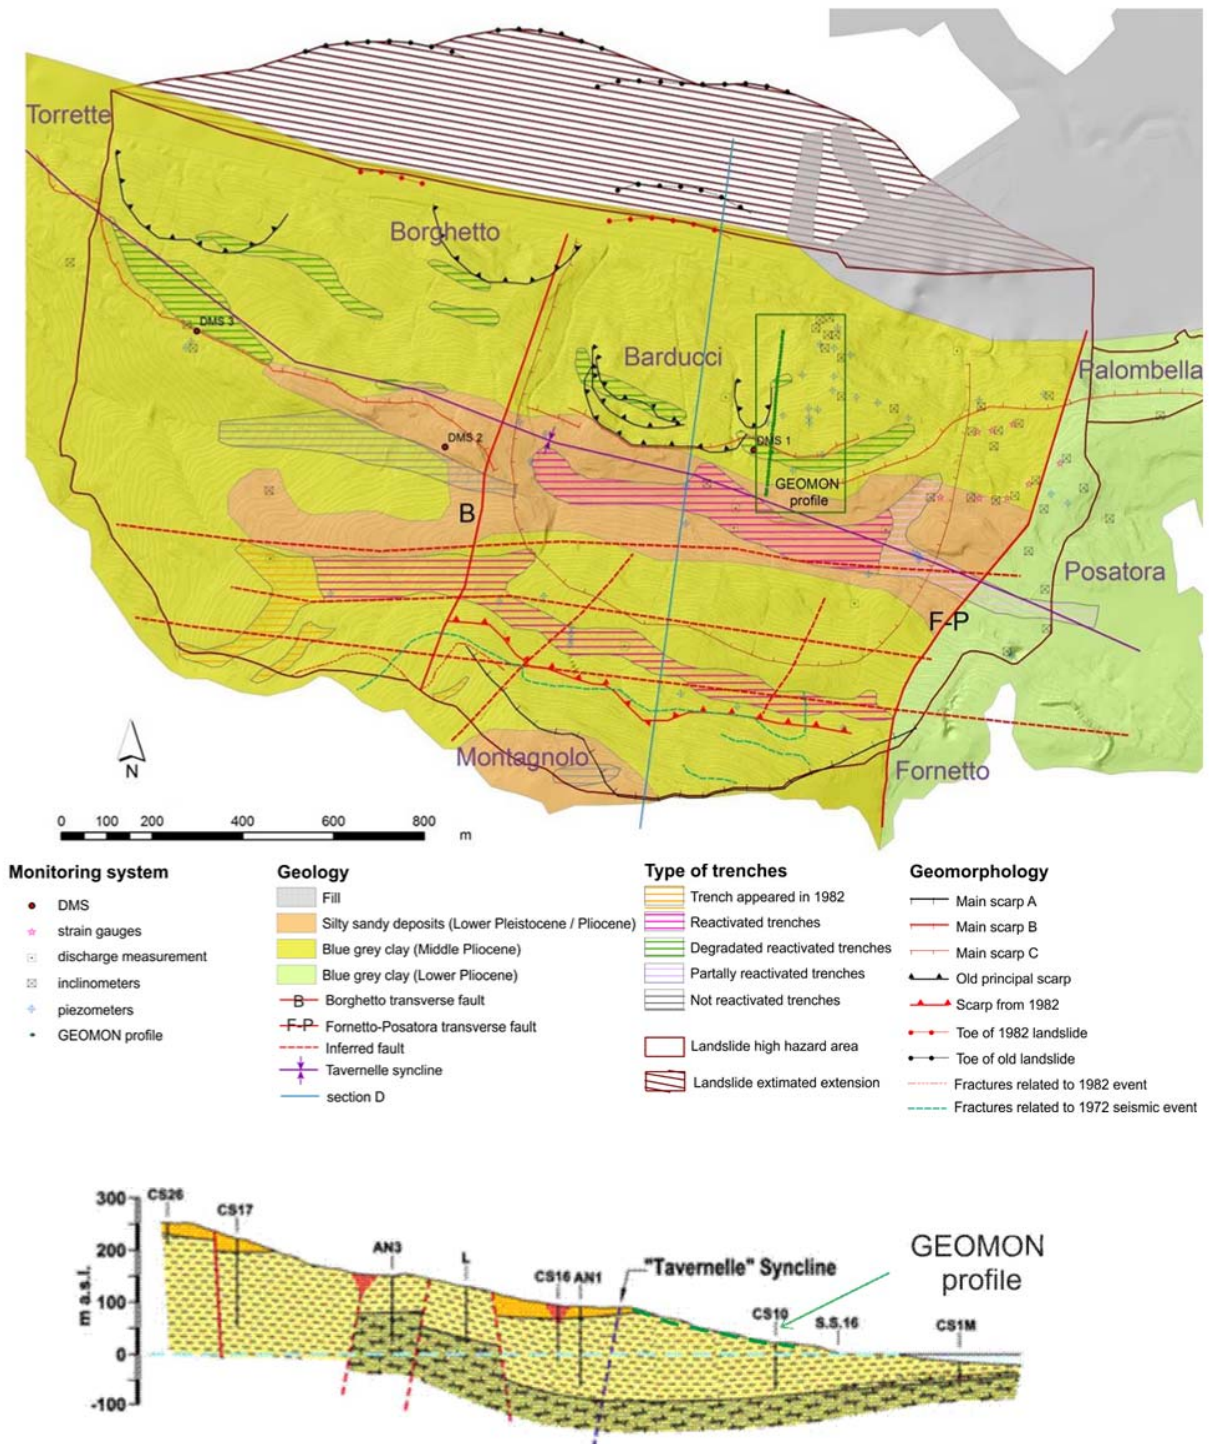 Torrette
Borghetto
DMS 3
Barducci
Palombella
DMS 2
DMS 1
GEOMON
profile
B
Posatora
F-P
Montagnolo
Fornetto
N
0 100 200 400 600 800
m
Monitoring system
DMS
strain gauges
discharge measurement
inclinometers
piezometers
GEOMON profile
Geology
Fill
Silty sandy deposits (Lower Pleistocene / Pliocene)
Blue grey clay (Middle Pliocene)
Blue grey clay (Lower Pliocene)
B Borghetto transverse fault
F-P Fornetto-Posatora transverse fault
Inferred fault
Tavernelle syncline
section D
Type of trenches
Trench appeared in 1982
Reactivated trenches
Degradated reactivated trenches
Partally reactivated trenches
Not reactivated trenches
Landslide high hazard area
Landslide extimated extension
Geomorphology
Main scarp A
Main scarp B
Main scarp C
Old principal scarp
Scarp from 1982
Toe of 1982 landslide
Toe of old landslide
Fractures related to 1982 event
Fractures related to 1972 seismic event
m a.s.l.
300
200
100
0
-100
CS26
CS17
AN3
L
CS16 AN1
"Tavernelle" Syncline
GEOMON
profile
CS10
S.S.16
CS1M